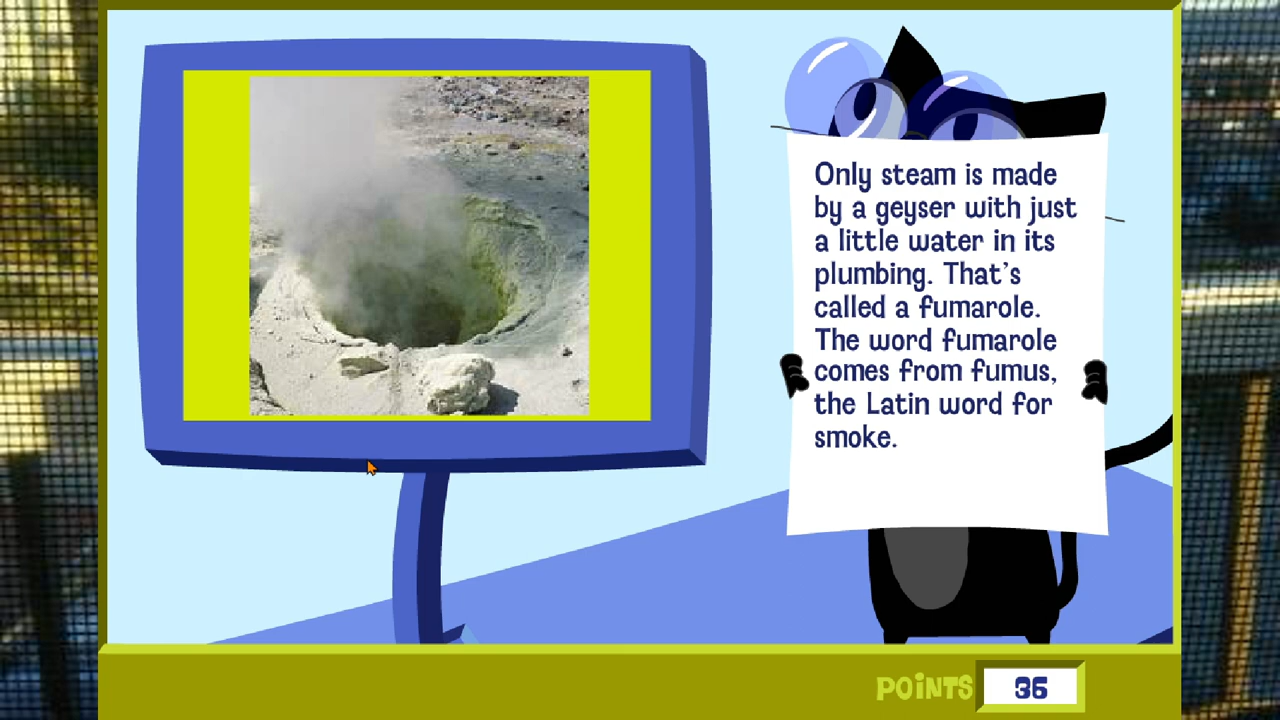 Only steam is made
by a geyser with just
a little water in its
plumbing. That's
called a fumarole.
The word fumarole
comes from fumus,
the Latin word for
smoke.
POINTS 36